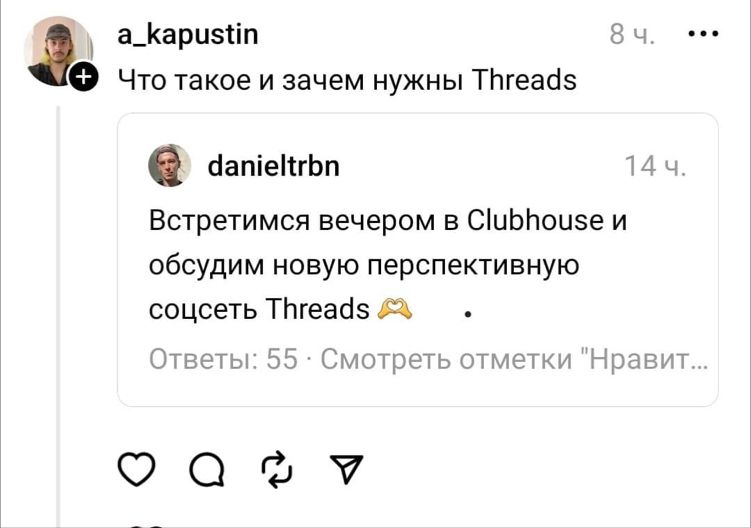 a_kapustin 8 ч.
Что такое и зачем нужны Threads
danieltrbn 14 ч.
Встретимся вечером в Clubhouse и
обсудим новую перспективную
соцсеть Threads 🫶
Ответы: 55 · Смотреть отметки "Нравит...